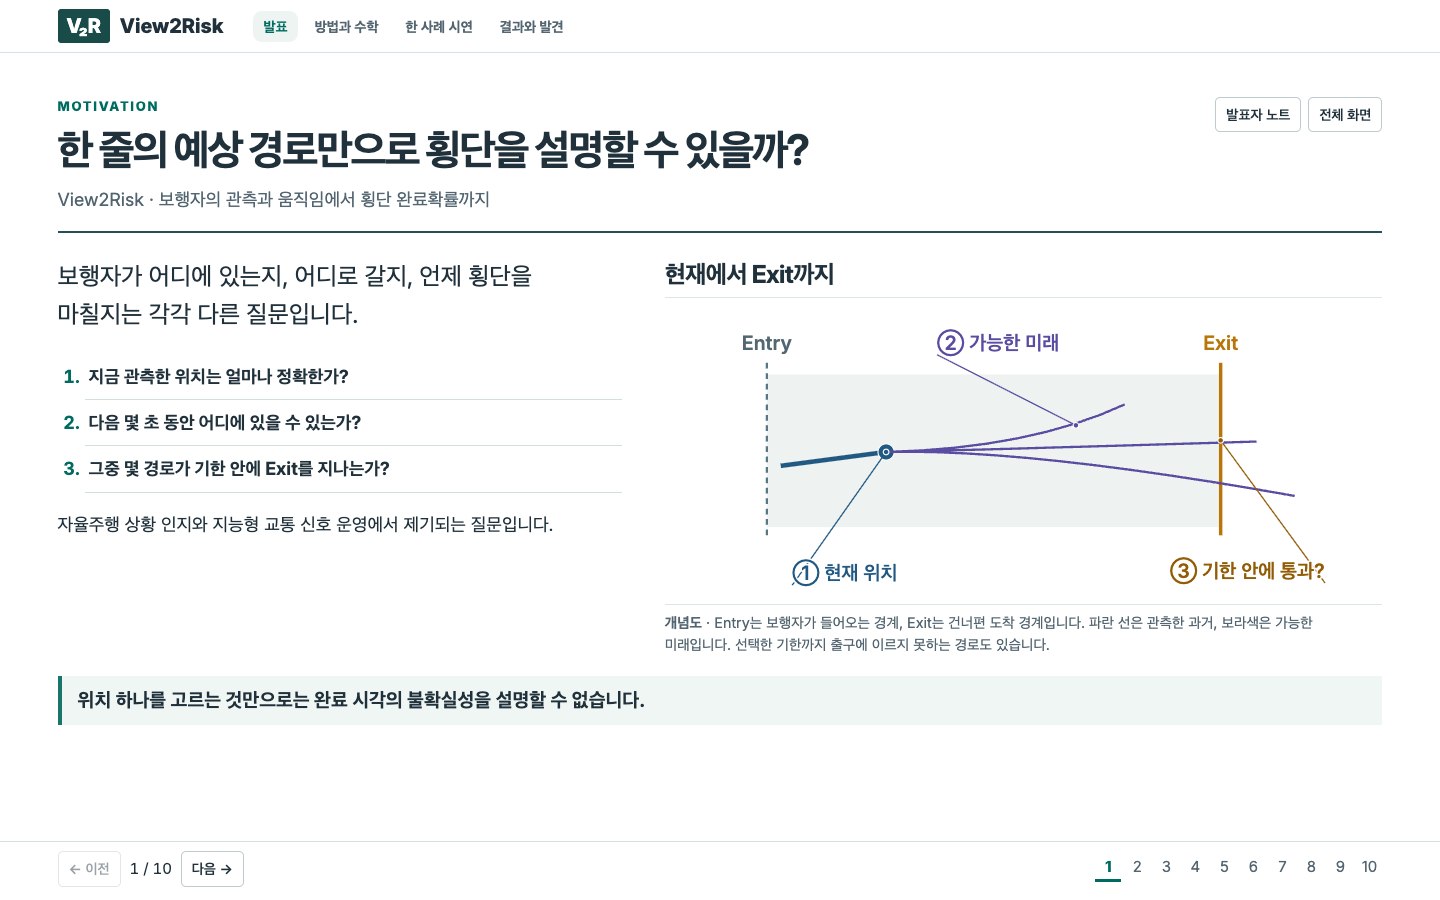 V2R View2Risk 발표 방법과 수학 한 사례 시연 결과와 발견
MOTIVATION
발표자 노트 전체 화면
한 줄의 예상 경로만으로 횡단을 설명할 수 있을까?
View2Risk · 보행자의 관측과 움직임에서 횡단 완료확률까지
보행자가 어디에 있는지, 어디로 갈지, 언제 횡단을
마칠지는 각각 다른 질문입니다.
1. 지금 관측한 위치는 얼마나 정확한가?
2. 다음 몇 초 동안 어디에 있을 수 있는가?
3. 그중 몇 경로가 기한 안에 Exit를 지나는가?
자율주행 상황 인지와 지능형 교통 신호 운영에서 제기되는 질문입니다.
현재에서 Exit까지
Entry
② 가능한 미래
Exit
① 현재 위치
③ 기한 안에 통과?
개념도 · Entry는 보행자가 들어오는 경계, Exit는 건너편 도착 경계입니다. 파란 선은 관측한 과거, 보라색은 가능한
미래입니다. 선택한 기한까지 출구에 이르지 못하는 경로도 있습니다.
위치 하나를 고르는 것만으로는 완료 시각의 불확실성을 설명할 수 없습니다.
← 이전 1 / 10 다음 →
1 2 3 4 5 6 7 8 9 10